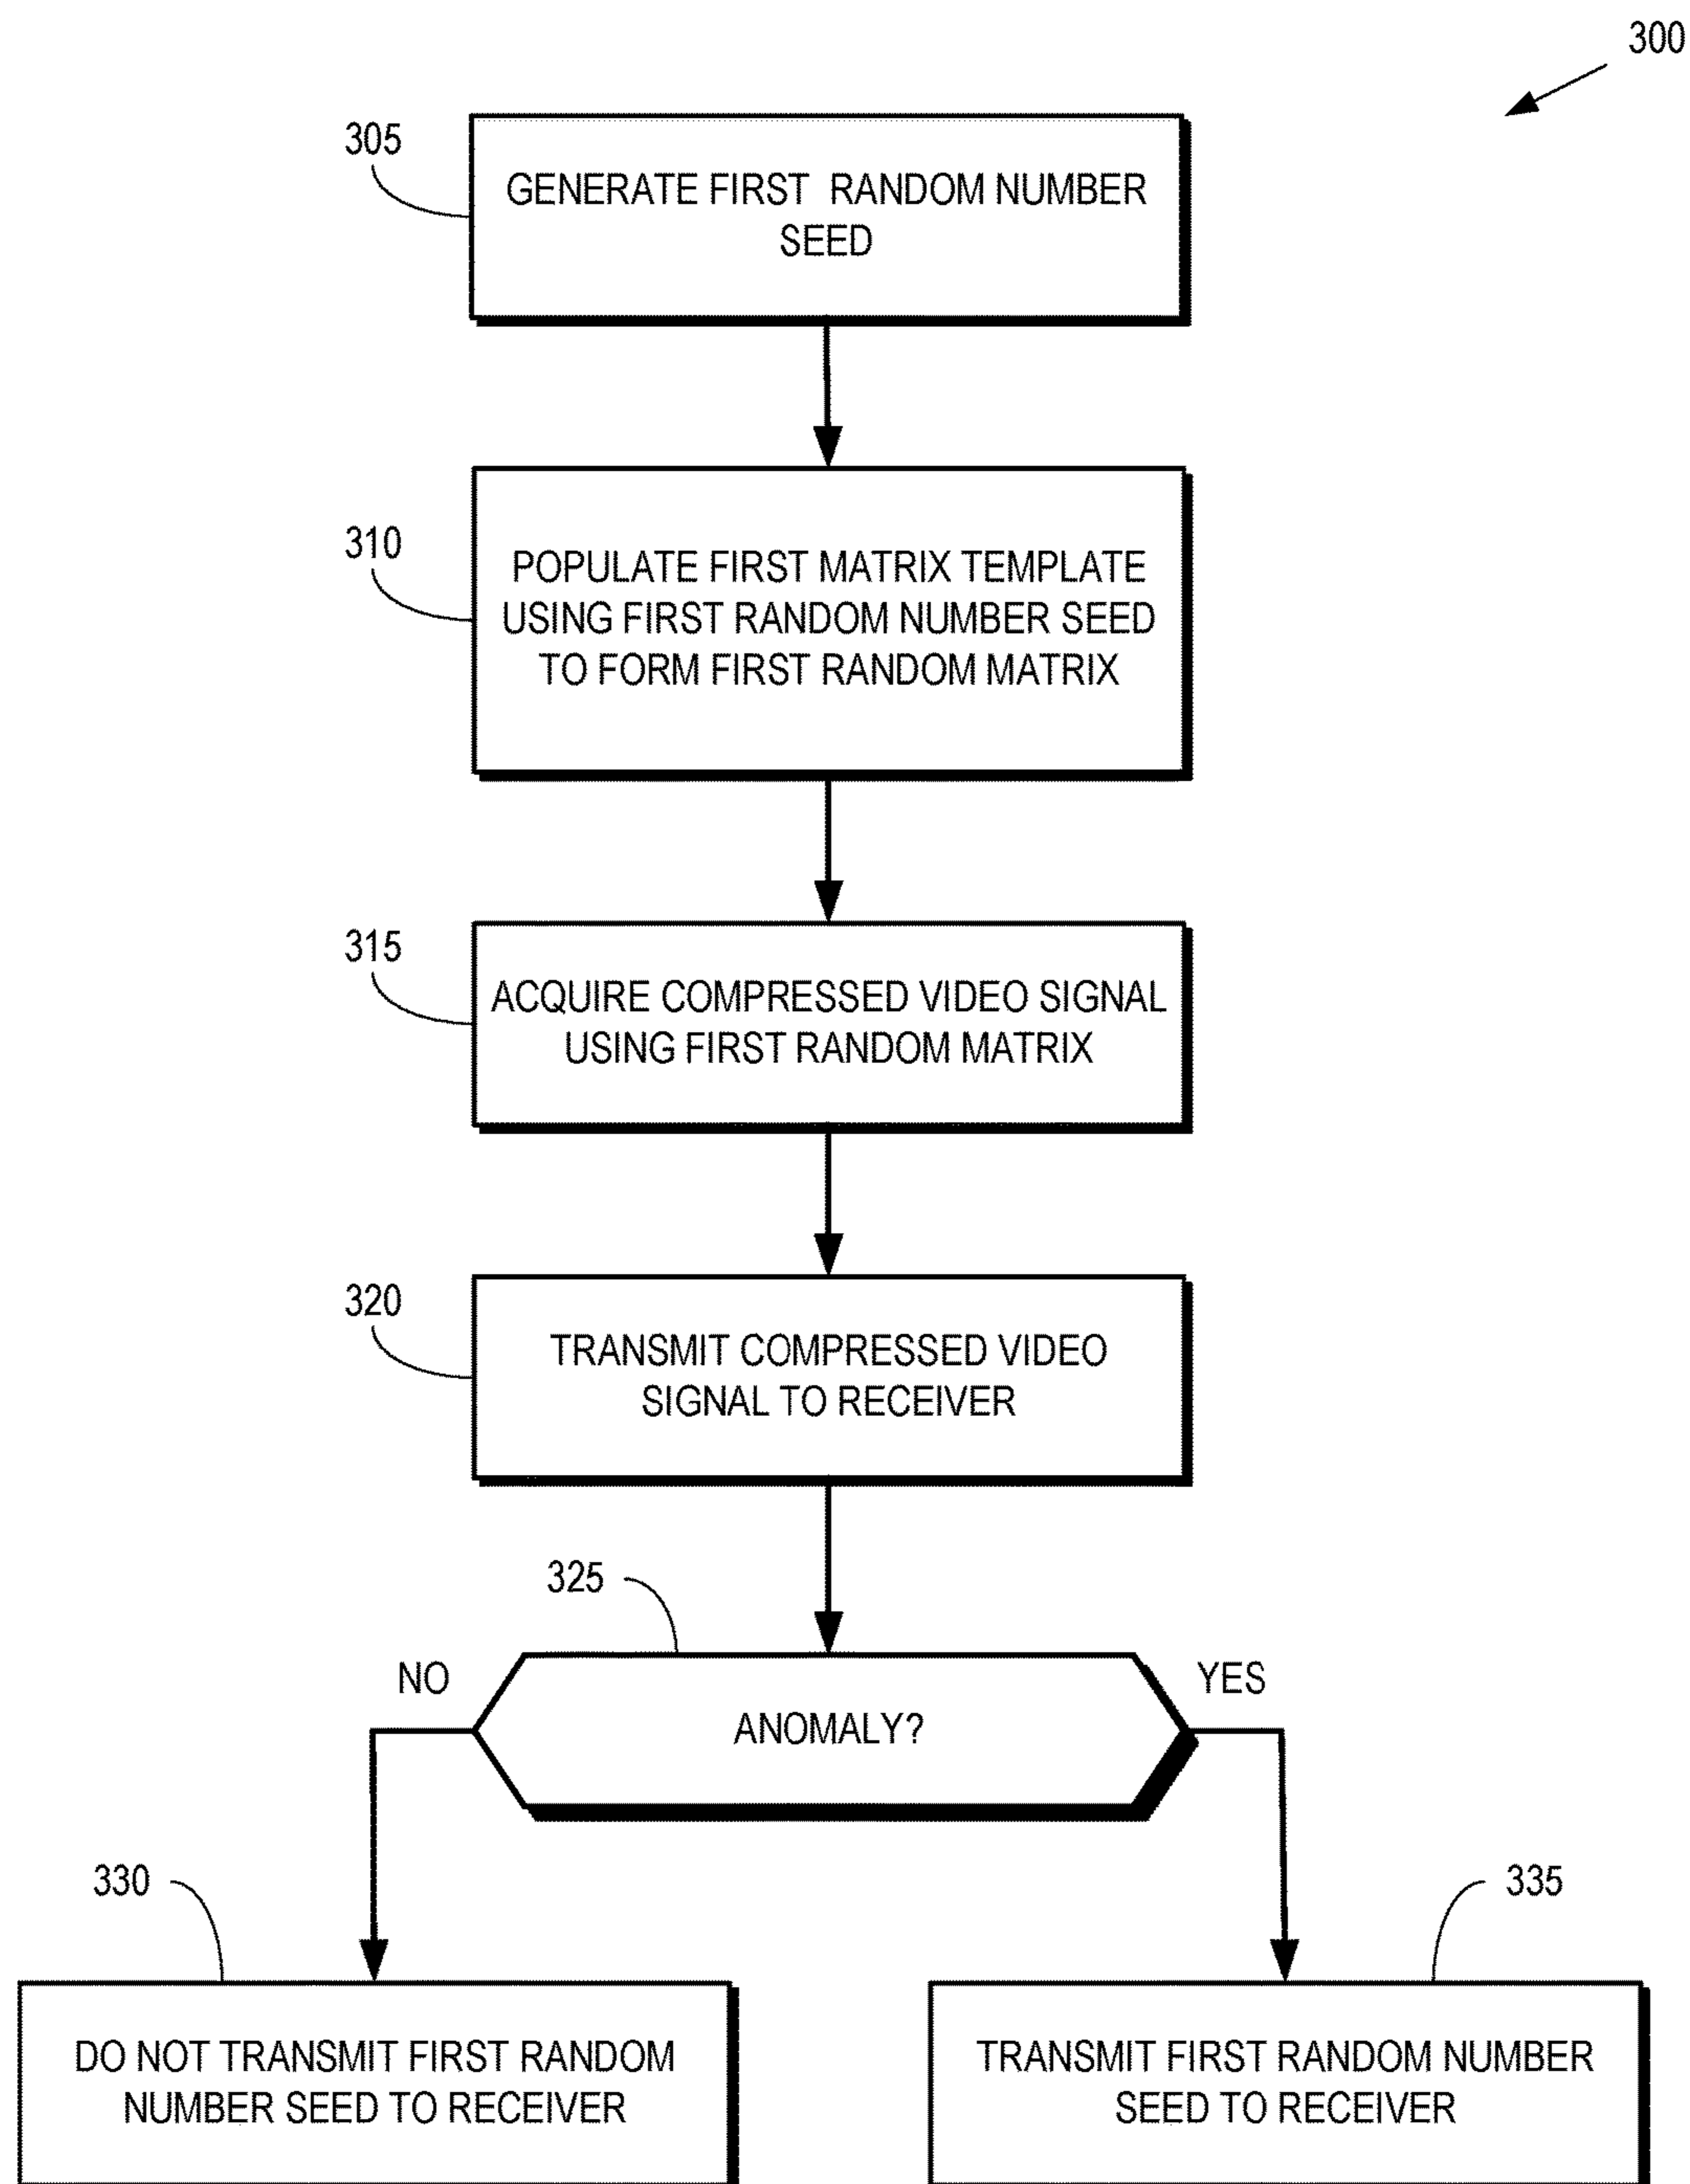 300
305
GENERATE FIRST RANDOM NUMBER
SEED
310
POPULATE FIRST MATRIX TEMPLATE
USING FIRST RANDOM NUMBER SEED
TO FORM FIRST RANDOM MATRIX
315
ACQUIRE COMPRESSED VIDEO SIGNAL
USING FIRST RANDOM MATRIX
320
TRANSMIT COMPRESSED VIDEO
SIGNAL TO RECEIVER
325
NO
YES
ANOMALY?
330
335
DO NOT TRANSMIT FIRST RANDOM
NUMBER SEED TO RECEIVER
TRANSMIT FIRST RANDOM NUMBER
SEED TO RECEIVER